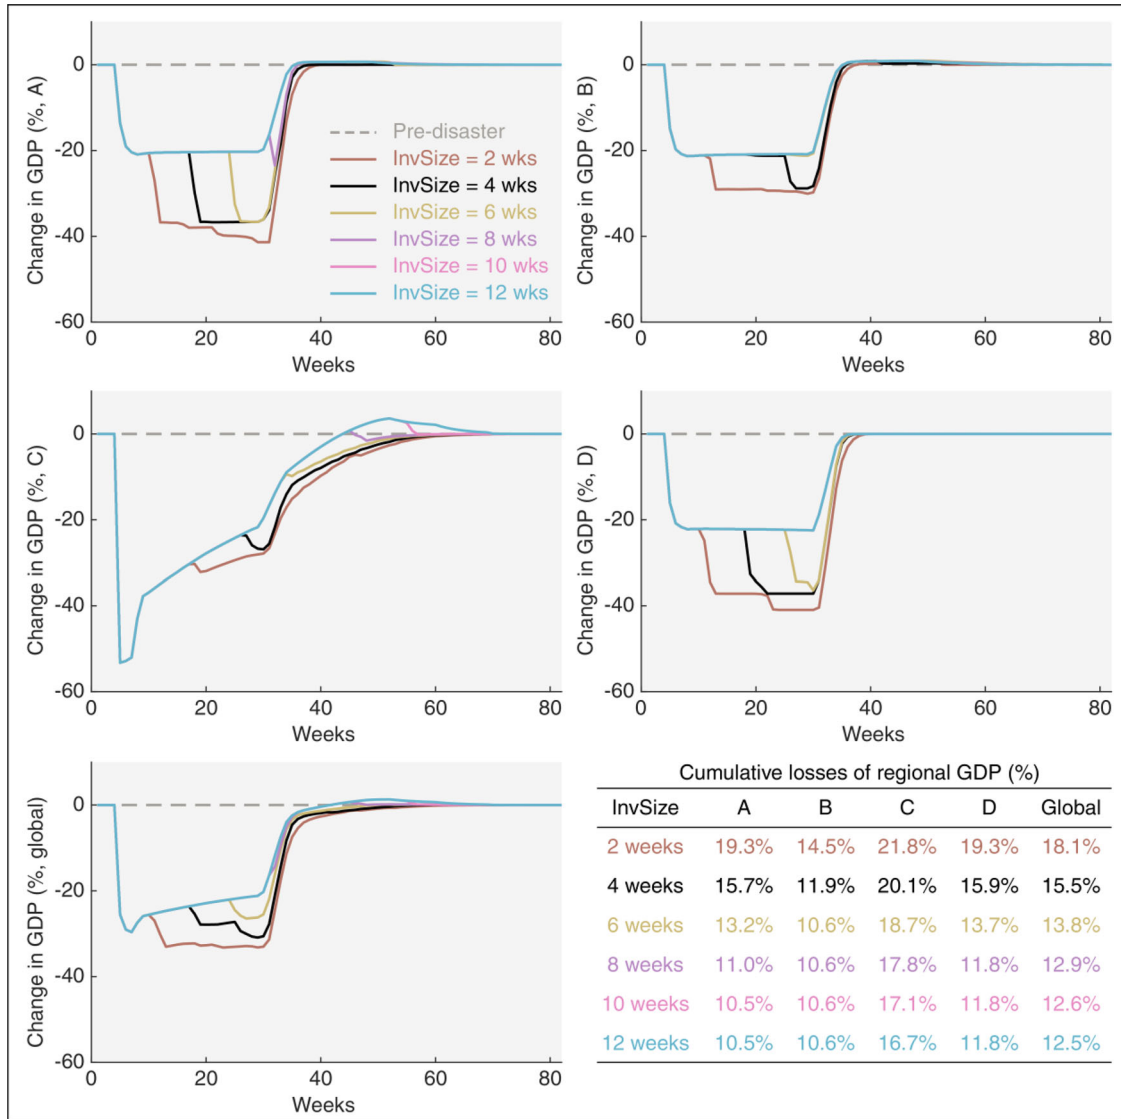 Change in GDP (%, A)
0
-20
-40
-60
0 20 40 60 80
Weeks
Pre-disaster
InvSize = 2 wks
InvSize = 4 wks
InvSize = 6 wks
InvSize = 8 wks
InvSize = 10 wks
InvSize = 12 wks
Change in GDP (%, B)
0
-20
-40
-60
0 20 40 60 80
Weeks
Change in GDP (%, C)
0
-20
-40
-60
0 20 40 60 80
Weeks
Change in GDP (%, D)
0
-20
-40
-60
0 20 40 60 80
Weeks
Change in GDP (%, global)
0
-20
-40
-60
0 20 40 60 80
Weeks
Cumulative losses of regional GDP (%)
InvSize A B C D Global
2 weeks 19.3% 14.5% 21.8% 19.3% 18.1%
4 weeks 15.7% 11.9% 20.1% 15.9% 15.5%
6 weeks 13.2% 10.6% 18.7% 13.7% 13.8%
8 weeks 11.0% 10.6% 17.8% 11.8% 12.9%
10 weeks 10.5% 10.6% 17.1% 11.8% 12.6%
12 weeks 10.5% 10.6% 16.7% 11.8% 12.5%